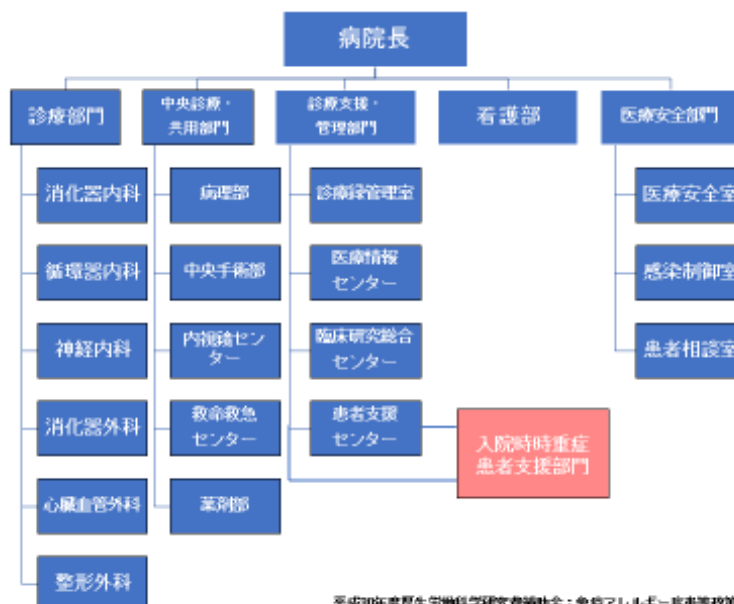 病院長
診療部門
中央診療・
共用部門
診療支援・
管理部門
看護部
医療安全部門
消化器内科
病理部
診療録管理室
医療安全室
循環器内科
中央手術部
医療情報
センター
感染制御室
神経内科
内視鏡セン
ター
臨床研究総合
センター
患者相談室
消化器外科
救命救急
センター
患者支援
センター
入院時時重症
患者支援部門
心臓血管外科
薬剤部
整形外科